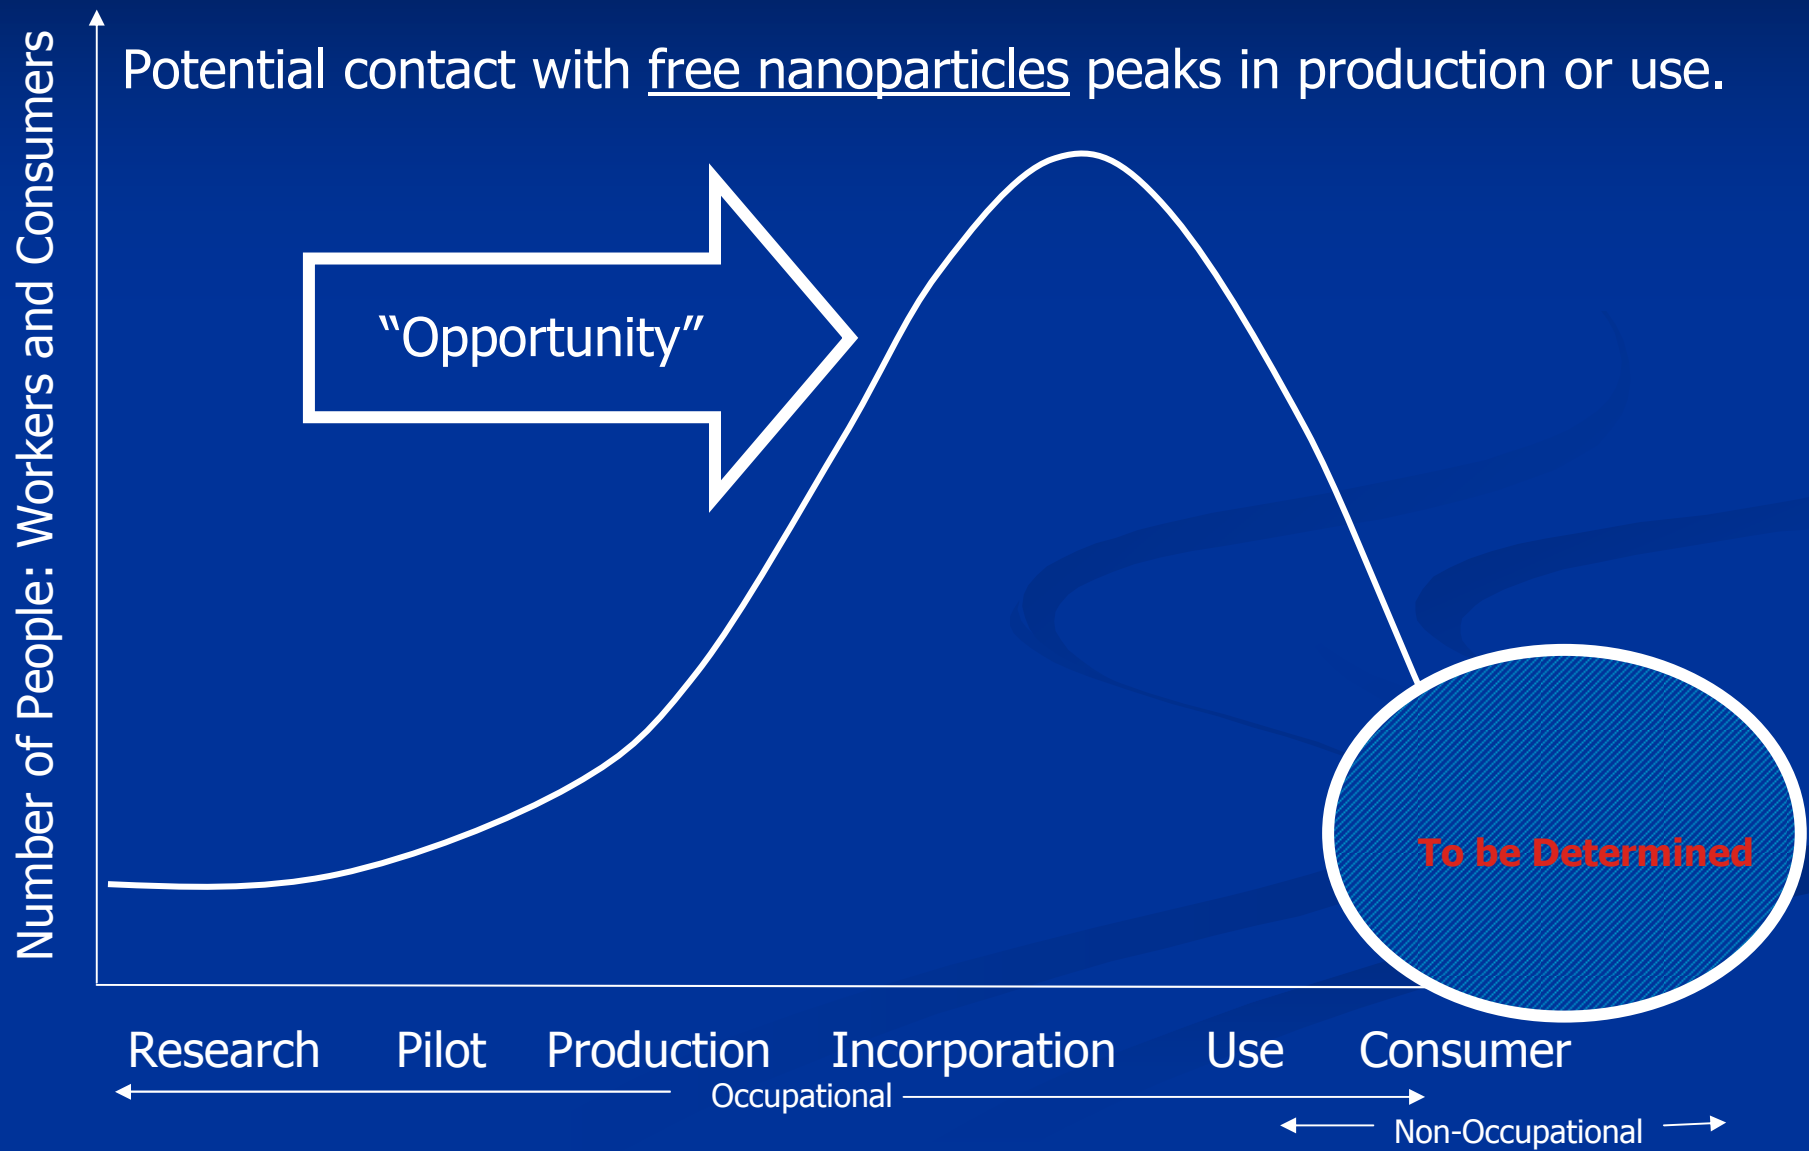 Potential contact with free nanoparticles peaks in production or use.
Number of People: Workers and Consumers
“Opportunity”
To be Determined
Research Pilot Production Incorporation Use Consumer
Occupational
Non-Occupational